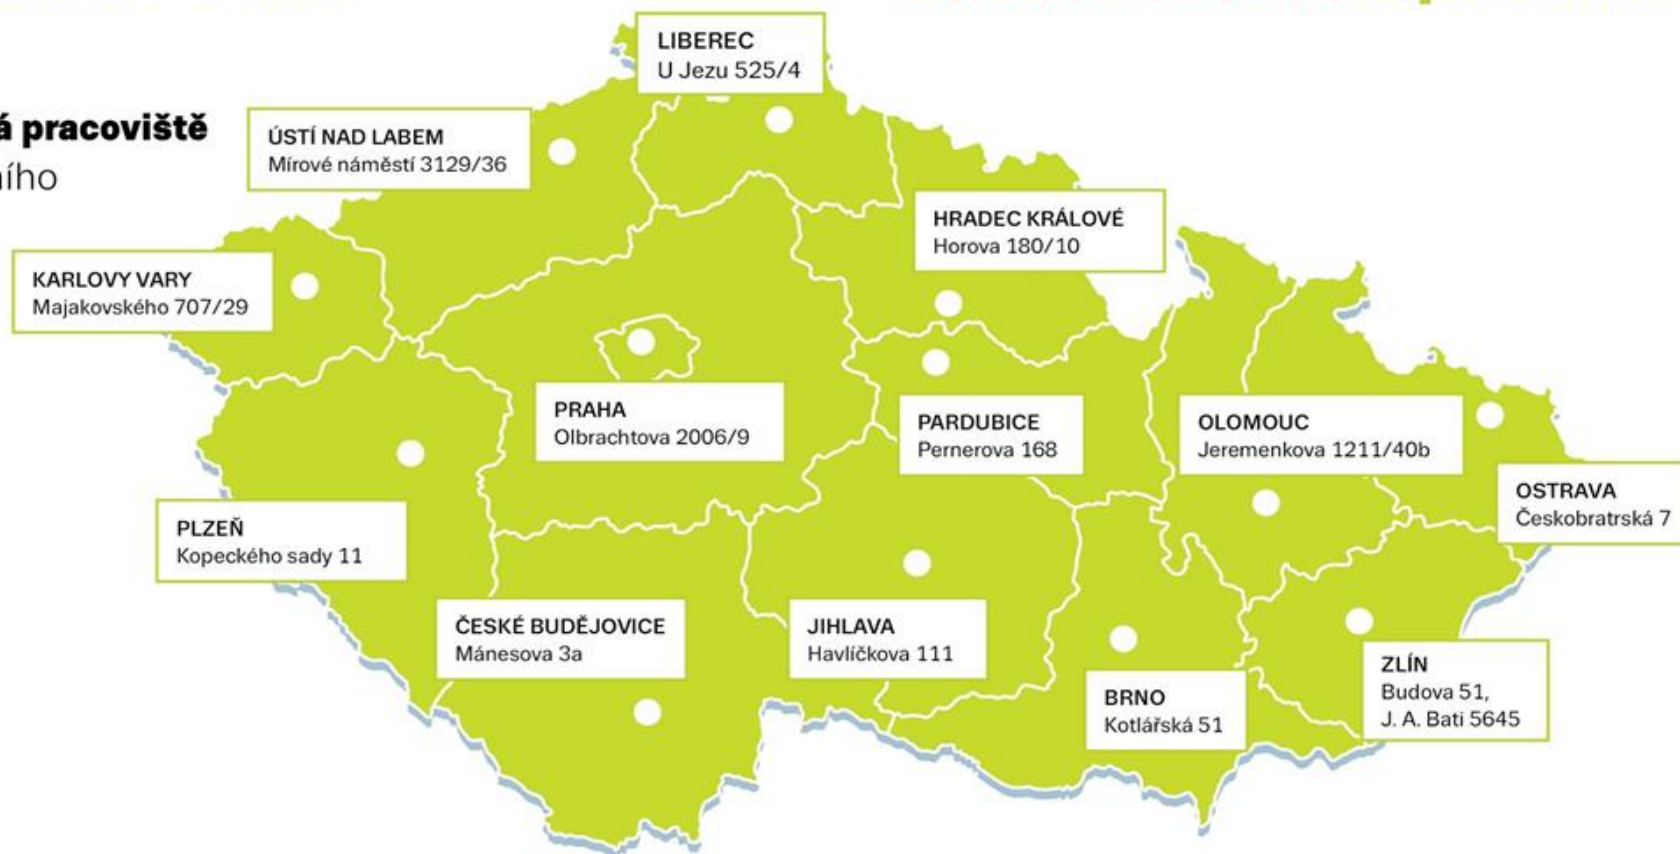 á pracoviště
ního
LIBEREC
U Jezu 525/4
ÚSTÍ NAD LABEM
Mírové náměstí 3129/36
HRADEC KRÁLOVÉ
Horova 180/10
KARLOVY VARY
Majakovského 707/29
PRAHA
Olbrachtova 2006/9
PARDUBICE
Pernerova 168
OLOMOUC
Jeremenkova 1211/40b
OSTRAVA
Českobratrská 7
PLZEŇ
Kopeckého sady 11
ČESKÉ BUDĚJOVICE
Mánesova 3a
JIHLAVA
Havlíčkova 111
BRNO
Kotlářská 51
ZLÍN
Budova 51,
J. A. Bati 5645